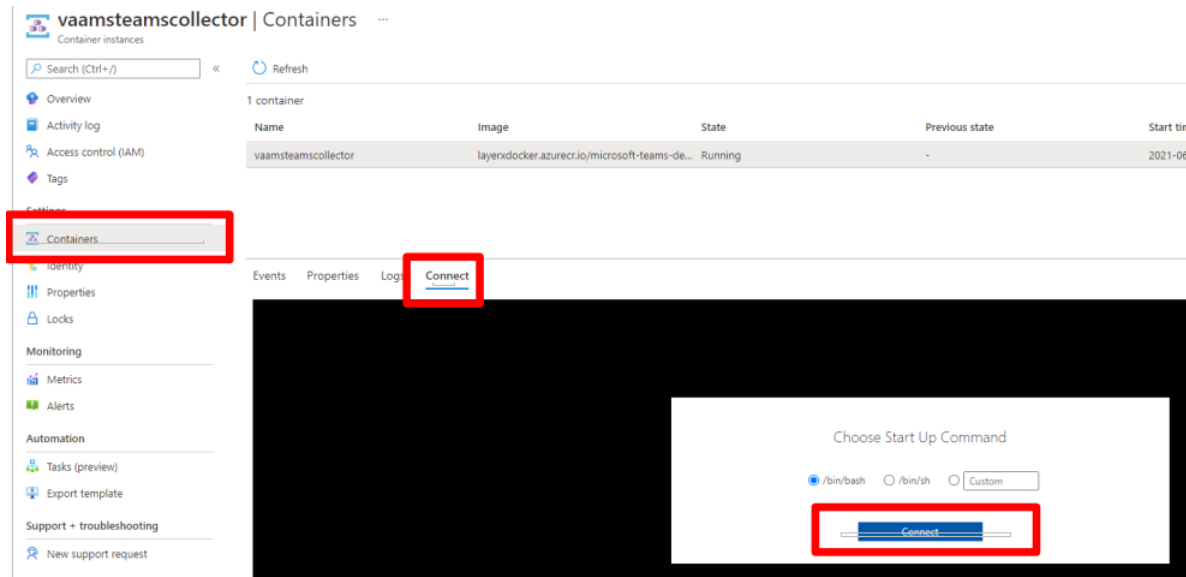 vaamsteamscollector | Containers ...
Container instances
Search (Ctrl+/)
«
Refresh
Overview
Activity log
Access control (IAM)
Tags
Settings
Containers
Identity
Properties
Locks
Monitoring
Metrics
Alerts
Automation
Tasks (preview)
Export template
Support + troubleshooting
New support request
1 container
Name Image State Previous state Start tim
vaamsteamscollector layerxdocker.azurecr.io/microsoft-teams-de... Running - 2021-06
Events Properties Logs Connect
Choose Start Up Command
/bin/bash /bin/sh Custom
Connect